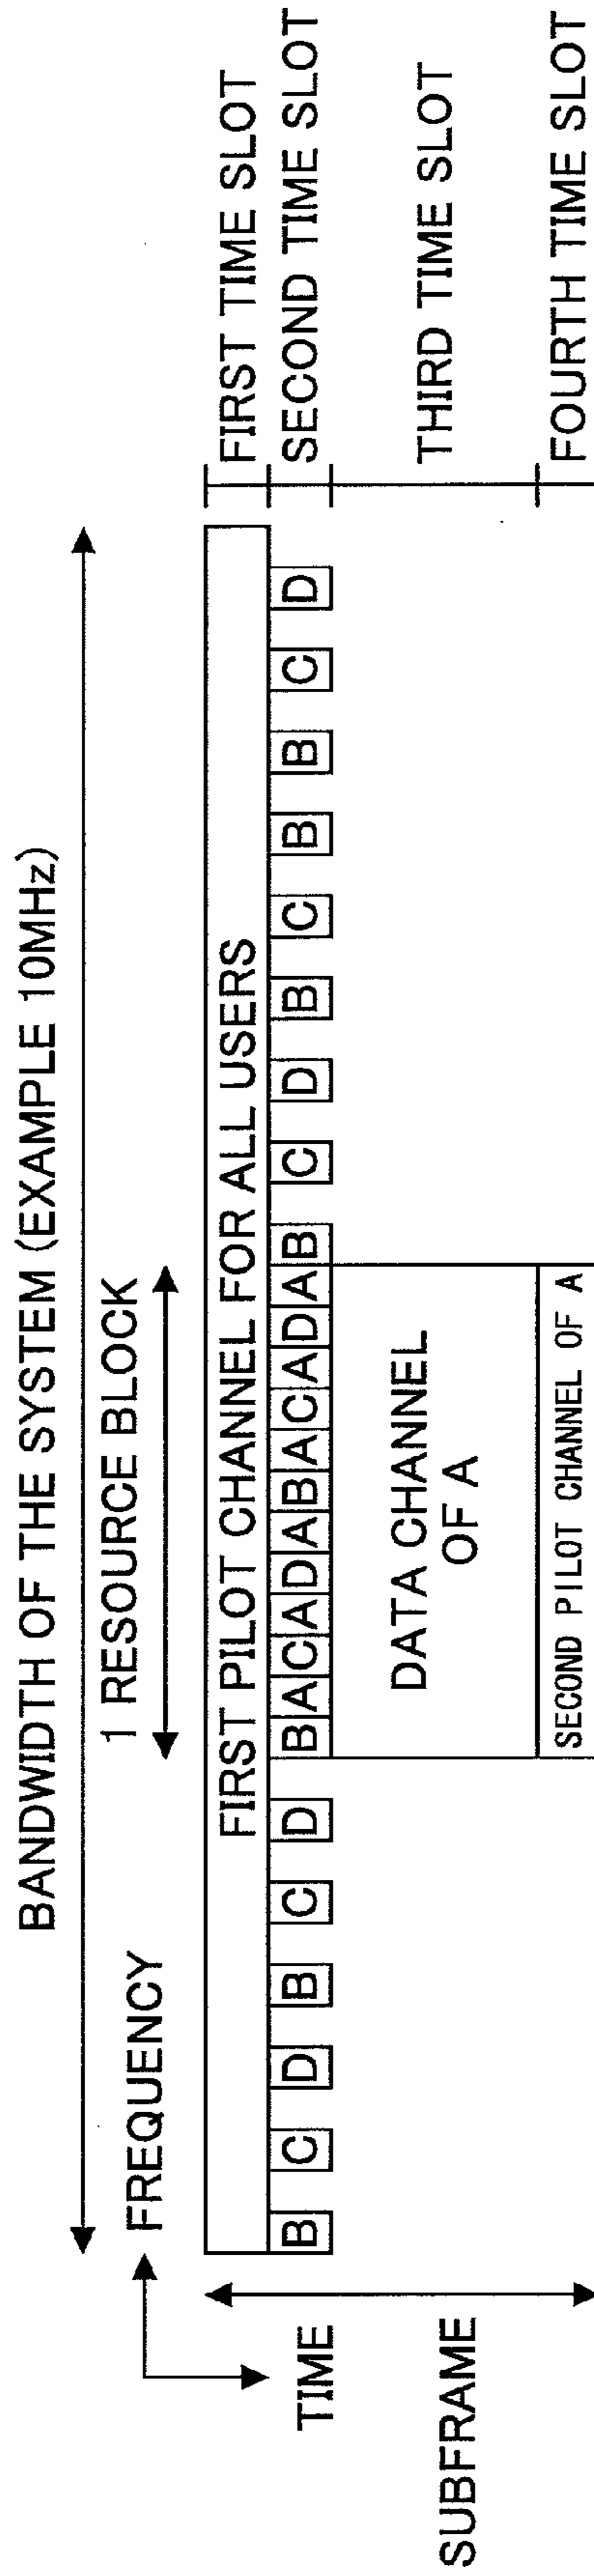 BANDWIDTH OF THE SYSTEM (EXAMPLE 10MHz)
1 RESOURCE BLOCK
FREQUENCY
TIME
SUBFRAME
FIRST PILOT CHANNEL FOR ALL USERS
FIRST TIME SLOT
B C D B C D B A C A D A B A C A D A B C D B C B B C D
SECOND TIME SLOT
DATA CHANNEL
OF A
THIRD TIME SLOT
SECOND PILOT CHANNEL OF A
FOURTH TIME SLOT